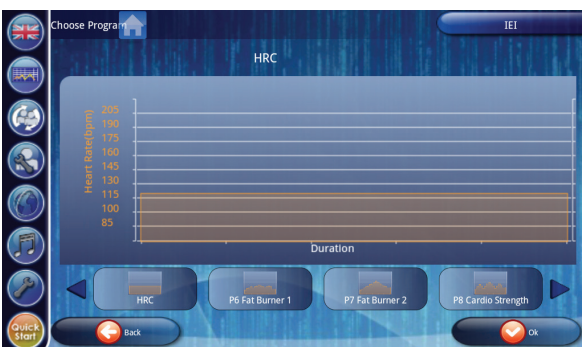 Choose Program
IEI
HRC
Heart Rate(bpm)
205
190
175
160
145
130
115
100
85
Duration
HRC
P6 Fat Burner 1
P7 Fat Burner 2
P8 Cardio Strength
Quick
Start
Back
Ok